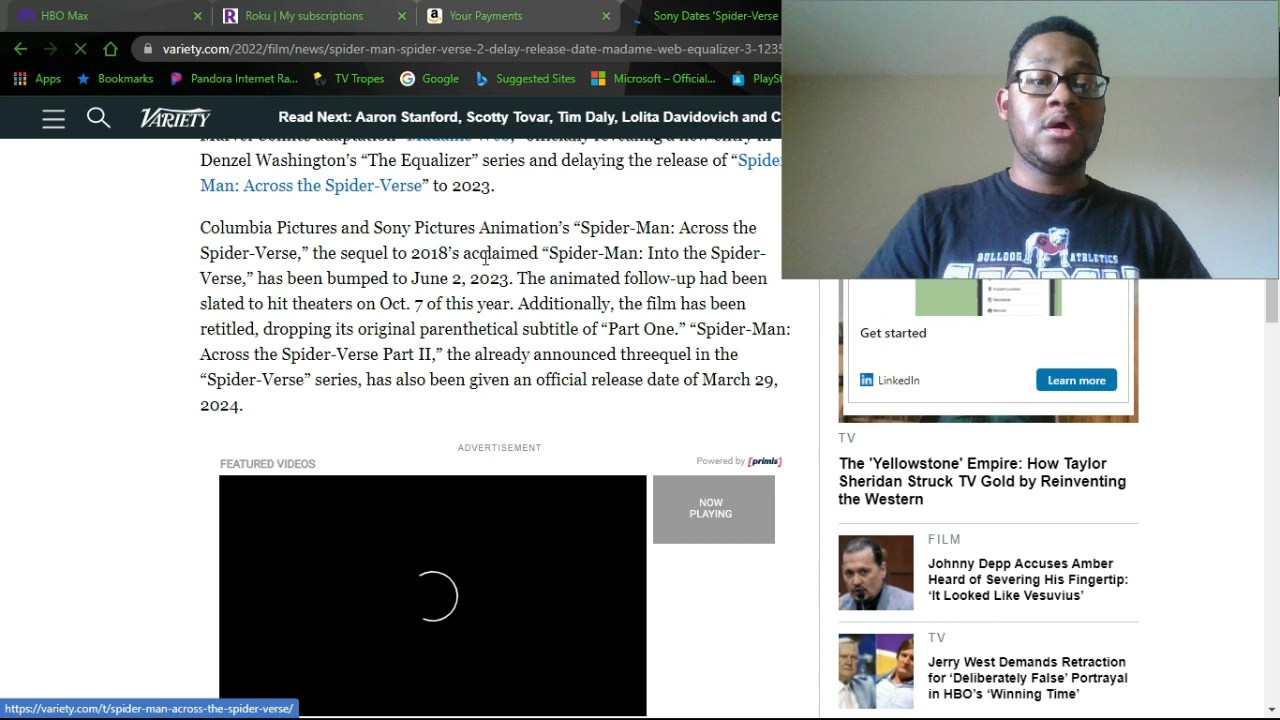 HBO Max
Roku | My subscriptions
Your Payments
Sony Dates 'Spider-Verse
variety.com/2022/film/news/spider-man-spider-verse-2-delay-release-date-madame-web-equalizer-3-1235
Apps
Bookmarks
Pandora Internet Ra...
TV Tropes
Google
Suggested Sites
Microsoft – Official...
PlaySt
VARIETY
Read Next: Aaron Stanford, Scotty Tovar, Tim Daly, Lolita Davidovich and C
Denzel Washington's “The Equalizer” series and delaying the release of “Spider-
Man: Across the Spider-Verse” to 2023.
Columbia Pictures and Sony Pictures Animation's “Spider-Man: Across the
Spider-Verse,” the sequel to 2018's acclaimed “Spider-Man: Into the Spider-
Verse,” has been bumped to June 2, 2023. The animated follow-up had been
slated to hit theaters on Oct. 7 of this year. Additionally, the film has been
retitled, dropping its original parenthetical subtitle of “Part One.” “Spider-Man:
Across the Spider-Verse Part II,” the already announced threequel in the
“Spider-Verse” series, has also been given an official release date of March 29,
2024.
ADVERTISEMENT
FEATURED VIDEOS
Powered by [primis]
NOW
PLAYING
BULLDOG ATHLETICS
Get started
LinkedIn
Learn more
TV
The 'Yellowstone' Empire: How Taylor
Sheridan Struck TV Gold by Reinventing
the Western
FILM
Johnny Depp Accuses Amber
Heard of Severing His Fingertip:
‘It Looked Like Vesuvius’
TV
Jerry West Demands Retraction
for ‘Deliberately False’ Portrayal
in HBO's ‘Winning Time’
https://variety.com/t/spider-man-across-the-spider-verse/